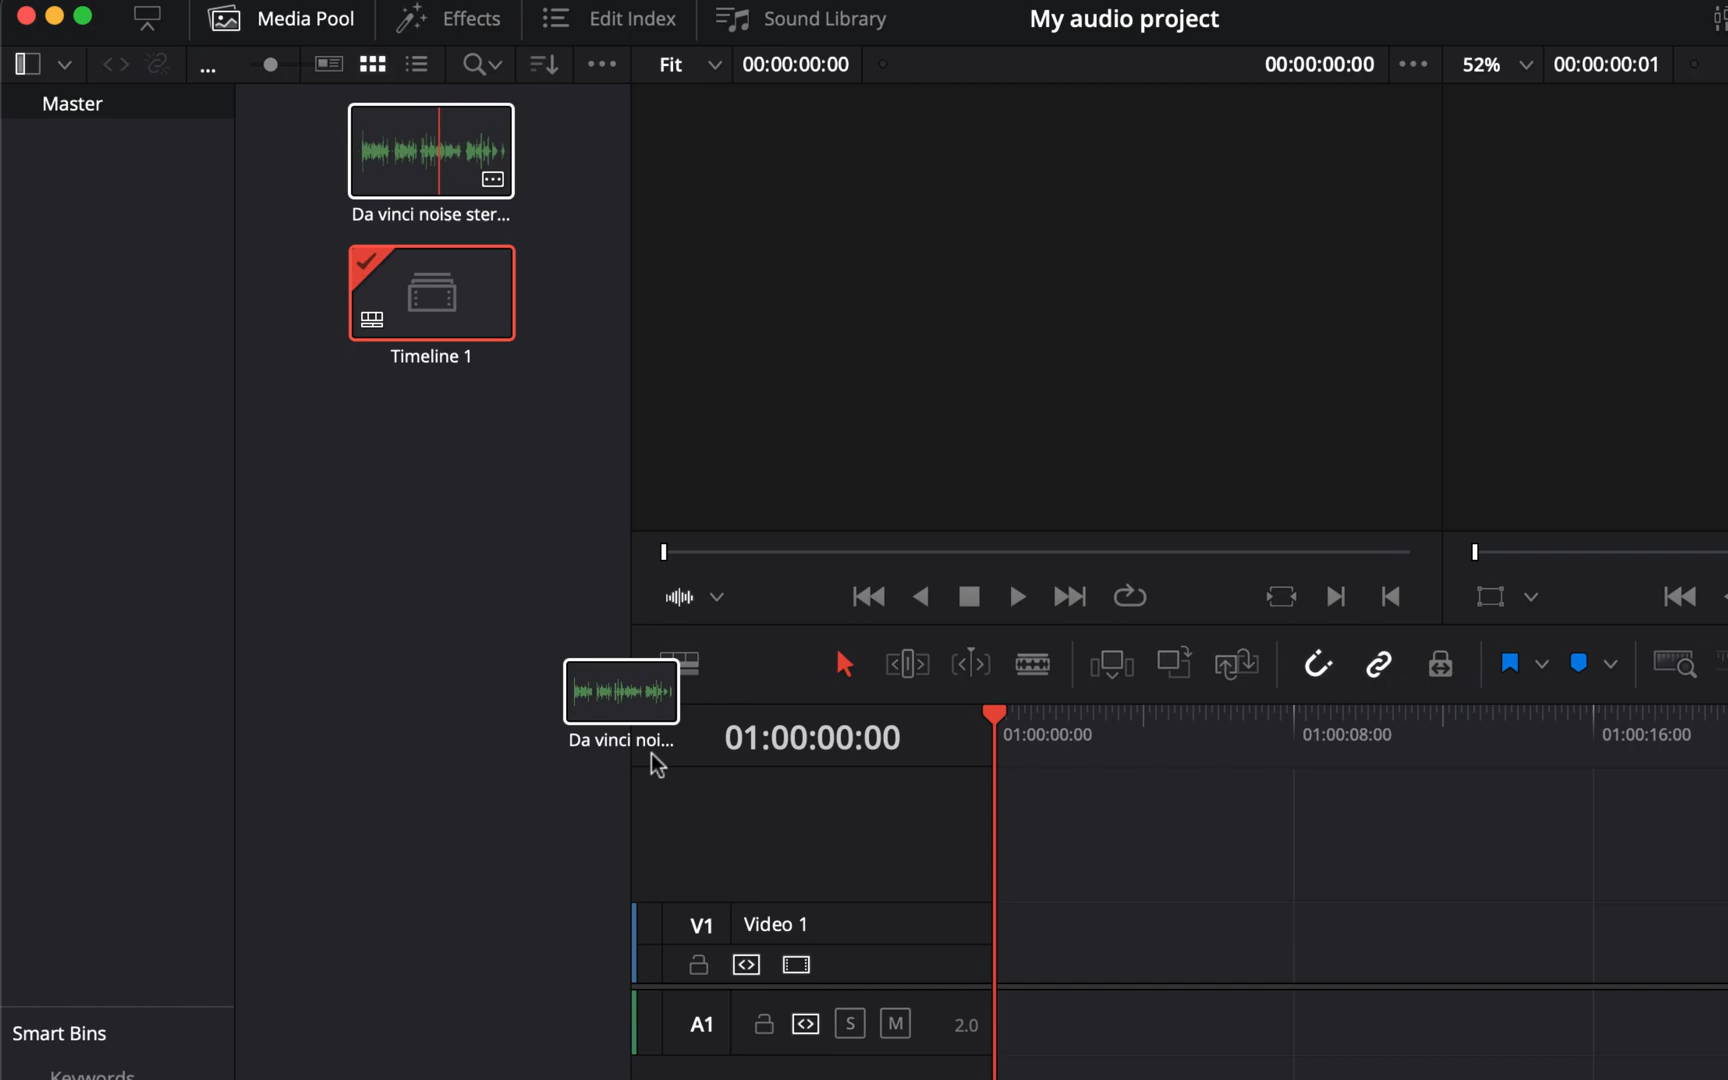 Media Pool
Effects
Edit Index
Sound Library
My audio project
Fit
00:00:00:00
00:00:00:00
52%
00:00:00:01
Master
Da vinci noise ster...
Timeline 1
Da vinci noi...
01:00:00:00
01:00:00:00
01:00:08:00
01:00:16:00
V1 Video 1
A1 S M 2.0
Smart Bins
Keywords